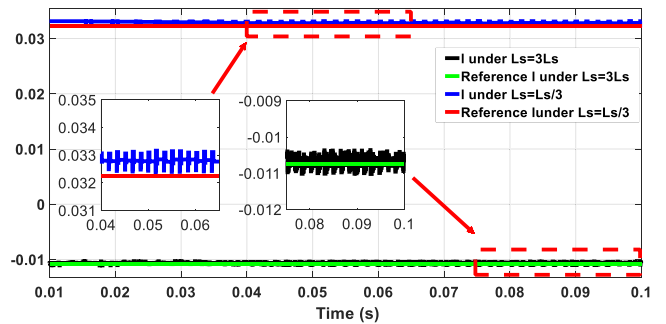 0.03
0.02
0.01
0
-0.01
I under Ls=3Ls
Reference I under Ls=3Ls
I under Ls=Ls/3
Reference Iunder Ls=Ls/3
0.035
0.034
0.033
0.032
0.031
0.04 0.05 0.06
-0.009
-0.01
-0.011
-0.012
0.08 0.09 0.1
0.01 0.02 0.03 0.04 0.05 0.06 0.07 0.08 0.09 0.1
Time (s)